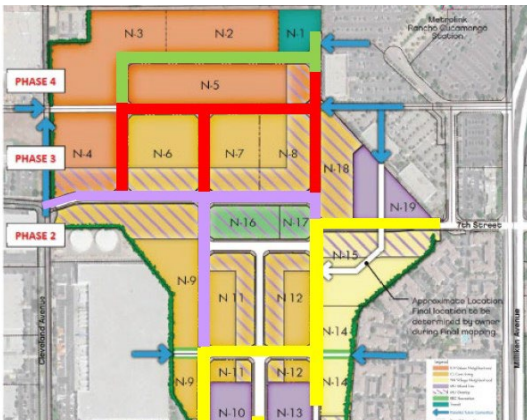 Metrolink
Rancho Cucamonga
Station
N-3
N-2
N-1
PHASE 4
N-5
PHASE 3
N-4
N-6
N-7
N-8
N-18
N-19
PHASE 2
N-16
N-17
7th Street
N-15
N-9
N-11
N-12
Approximate Location
Final location to be
determined by owner
during final mapping.
N-14
N-9
N-11
N-12
N-14
N-10
N-13
Cleveland Avenue
Milliken Avenue
Legend